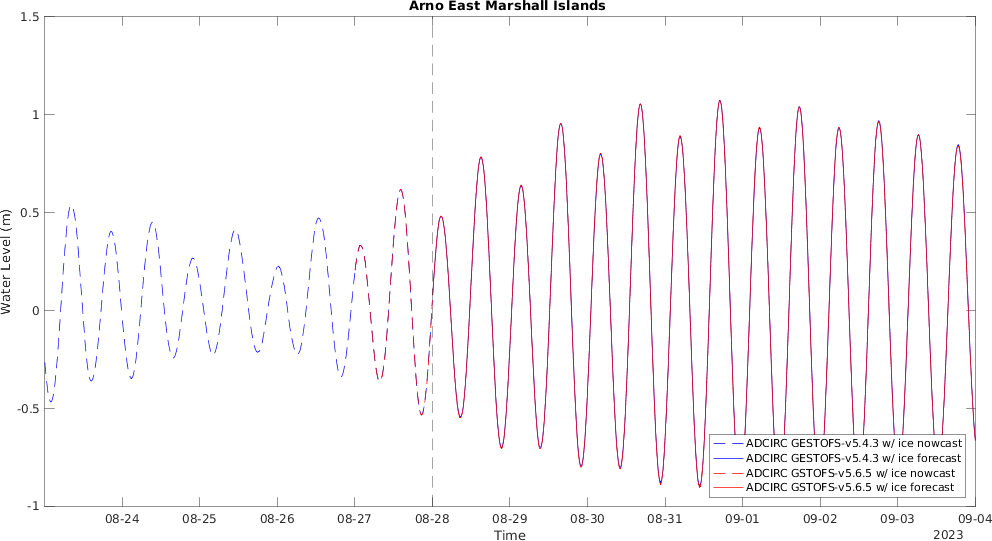 Arno East Marshall Islands
1.5
1
0.5
0
-0.5
-1
Water Level (m)
ADCIRC GESTOFS-v5.4.3 w/ ice nowcast
ADCIRC GESTOFS-v5.4.3 w/ ice forecast
ADCIRC GSTOFS-v5.6.5 w/ ice nowcast
ADCIRC GSTOFS-v5.6.5 w/ ice forecast
08-24 08-25 08-26 08-27 08-28 08-29 08-30 08-31 09-01 09-02 09-03 09-04
Time
2023